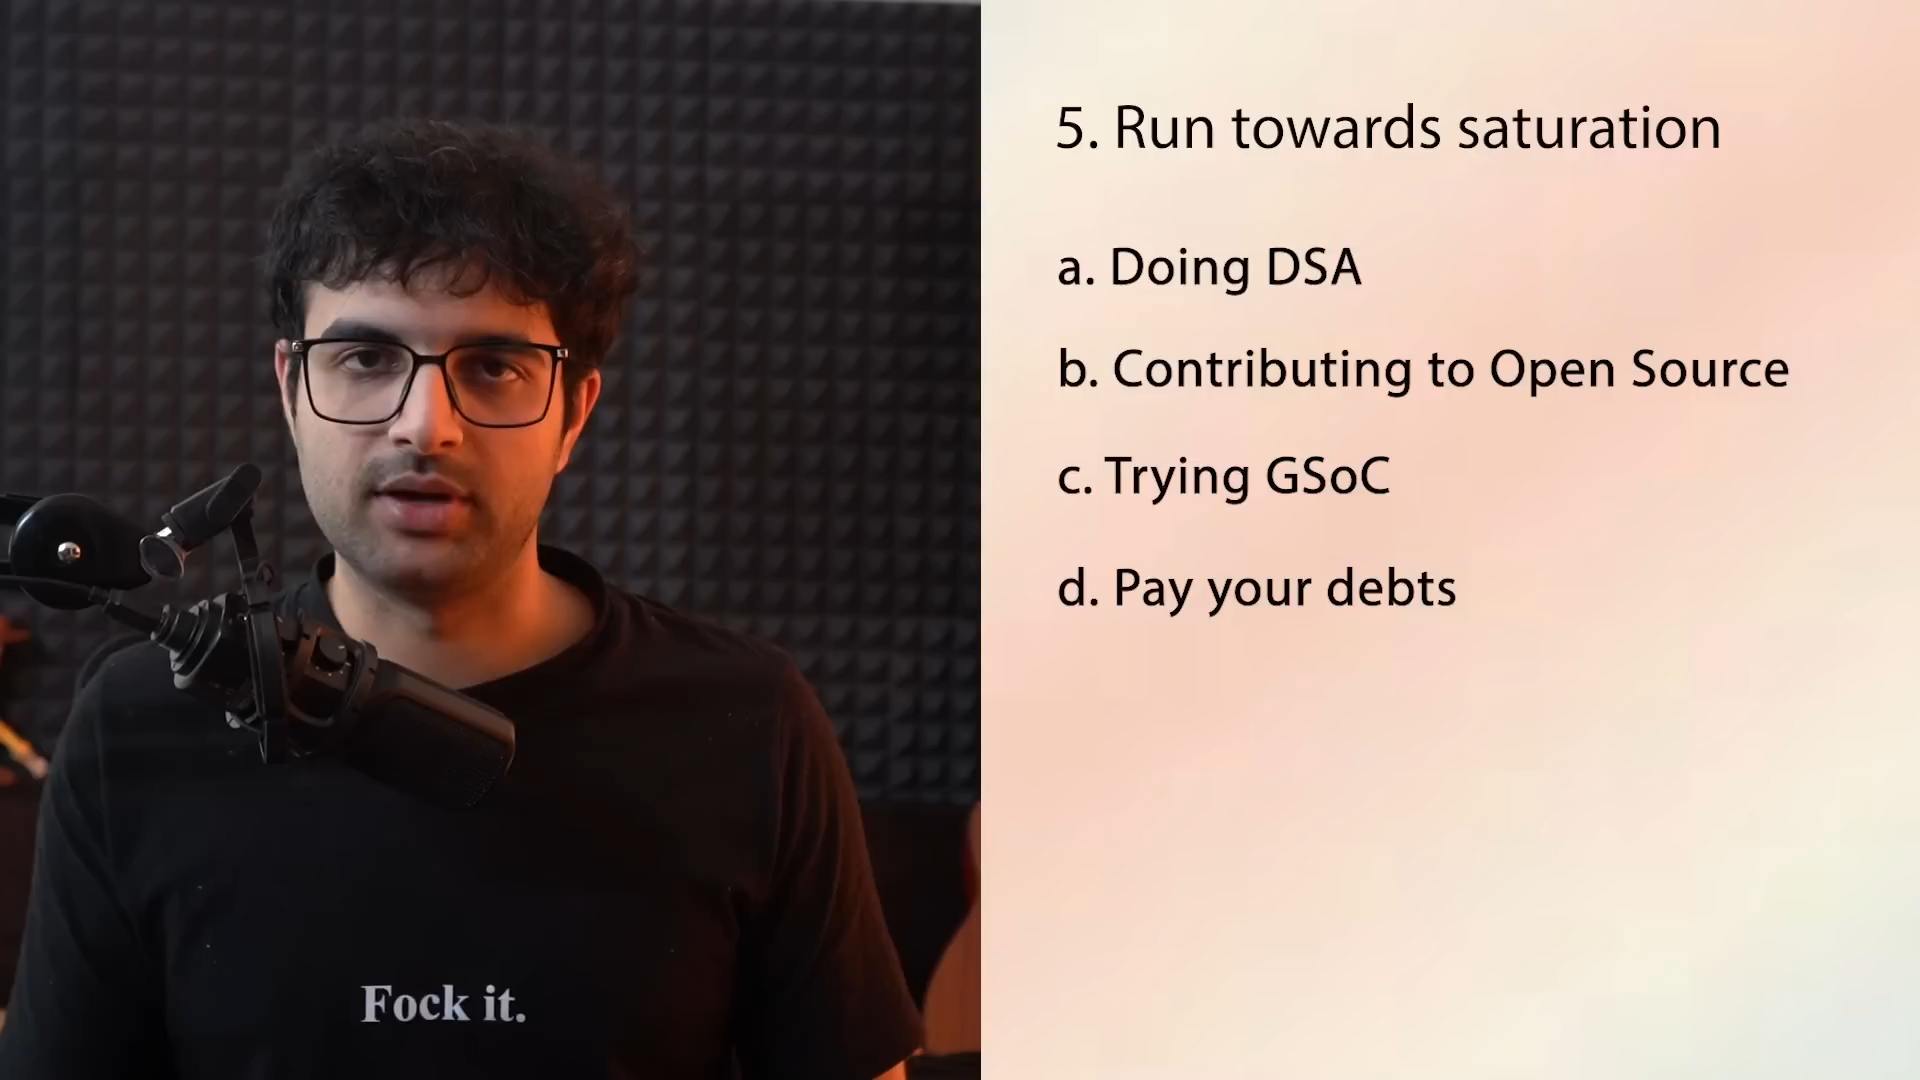 5. Run towards saturation
a. Doing DSA
b. Contributing to Open Source
c. Trying GSoC
d. Pay your debts
Fock it.